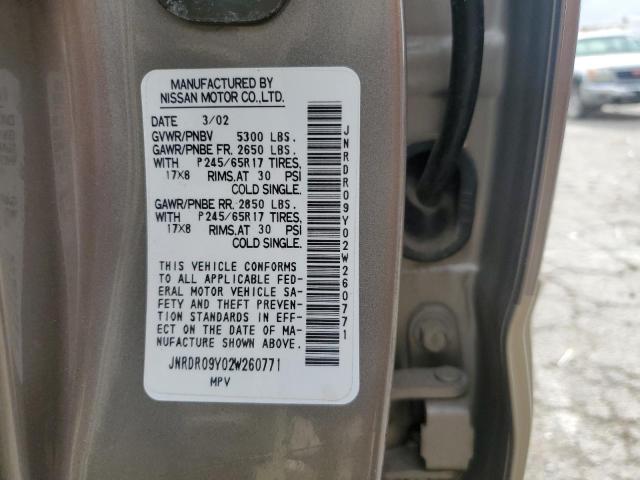 MANUFACTURED BY
NISSAN MOTOR CO.,LTD.
DATE 3/02
GVWR/PNBV 5300 LBS.
GAWR/PNBE FR. 2650 LBS.
WITH P245/65R17 TIRES,
17X8 RIMS,AT 30 PSI
COLD SINGLE.
GAWR/PNBE RR. 2850 LBS.
WITH P245/65R17 TIRES,
17X8 RIMS,AT 30 PSI
COLD SINGLE.
THIS VEHICLE CONFORMS
TO ALL APPLICABLE FED-
ERAL MOTOR VEHICLE SA-
FETY AND THEFT PREVEN-
TION STANDARDS IN EFF-
ECT ON THE DATE OF MA-
NUFACTURE SHOWN ABOVE.
JNRDR09Y02W260771
MPV
JNRDR09Y02W260771